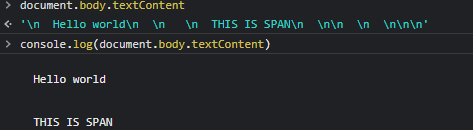 document.body.textContent
'\n  Hello world\n  \n   \n  THIS IS SPAN\n  \n\n  \n  \n\n\n'
console.log(document.body.textContent)
Hello world
THIS IS SPAN